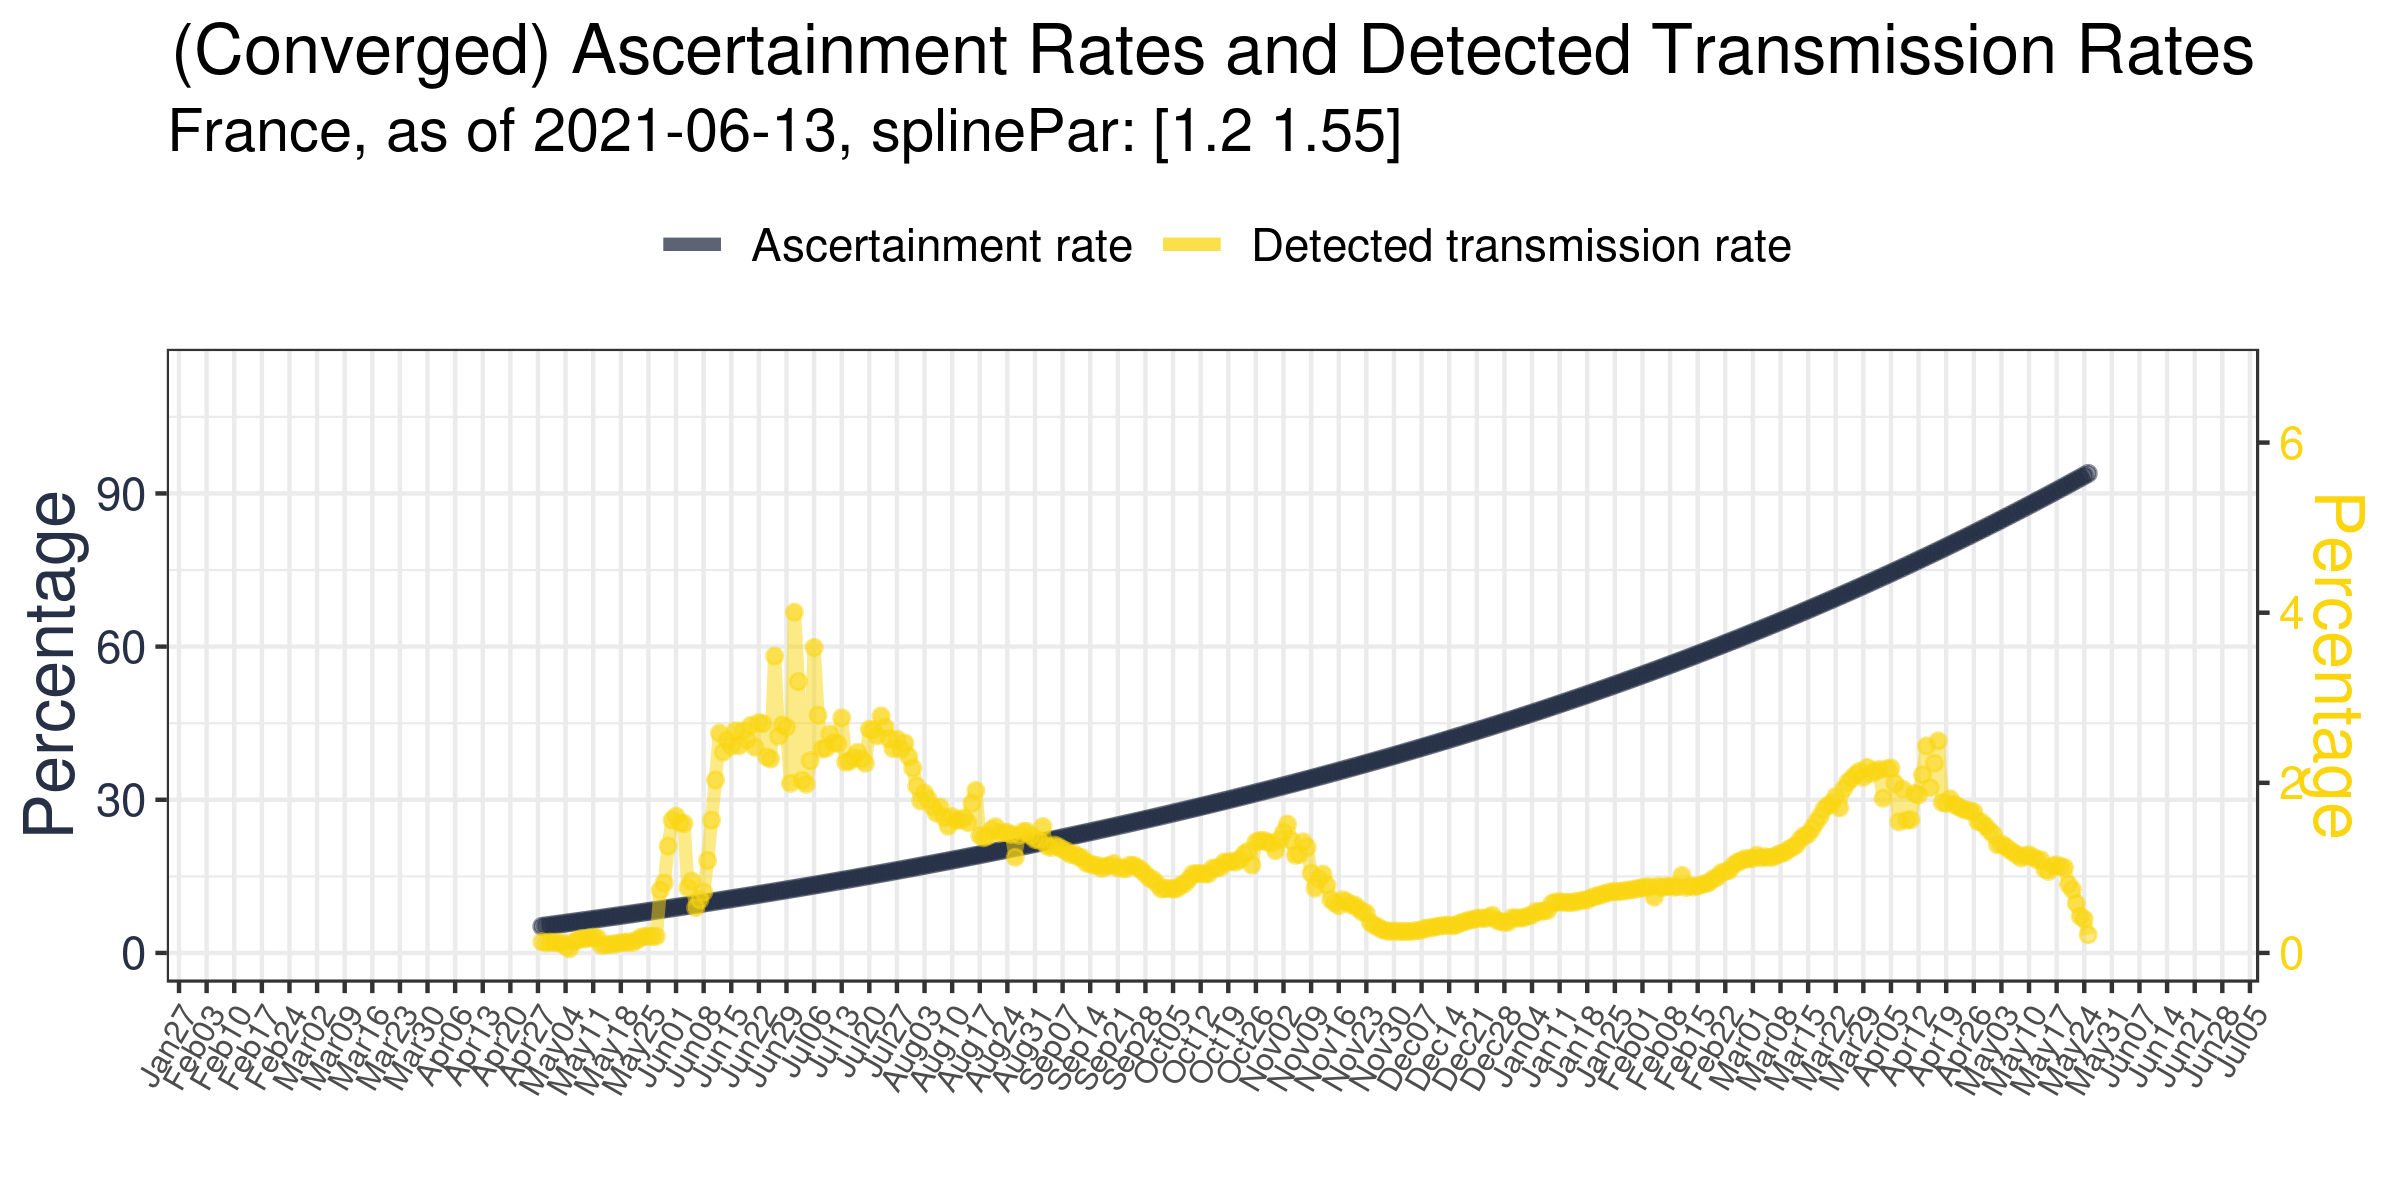 (Converged) Ascertainment Rates and Detected Transmission Rates
France, as of 2021-06-13, splinePar: [1.2 1.55]
Ascertainment rate
Detected transmission rate
Percentage
90
60
30
0
6
4
2
0
Percentage
Jan27
Feb03
Feb10
Feb17
Feb24
Mar02
Mar09
Mar16
Mar23
Mar30
Apr06
Apr13
Apr20
Apr27
May04
May11
May18
May25
Jun01
Jun08
Jun15
Jun22
Jun29
Jul06
Jul13
Jul20
Jul27
Aug03
Aug10
Aug17
Aug24
Aug31
Sep07
Sep14
Sep21
Sep28
Oct05
Oct12
Oct19
Oct26
Nov02
Nov09
Nov16
Nov23
Nov30
Dec07
Dec14
Dec21
Dec28
Jan04
Jan11
Jan18
Jan25
Feb01
Feb08
Feb15
Feb22
Mar01
Mar08
Mar15
Mar22
Mar29
Apr05
Apr12
Apr19
Apr26
May03
May10
May17
May24
May31
Jun07
Jun14
Jun21
Jun28
Jul05